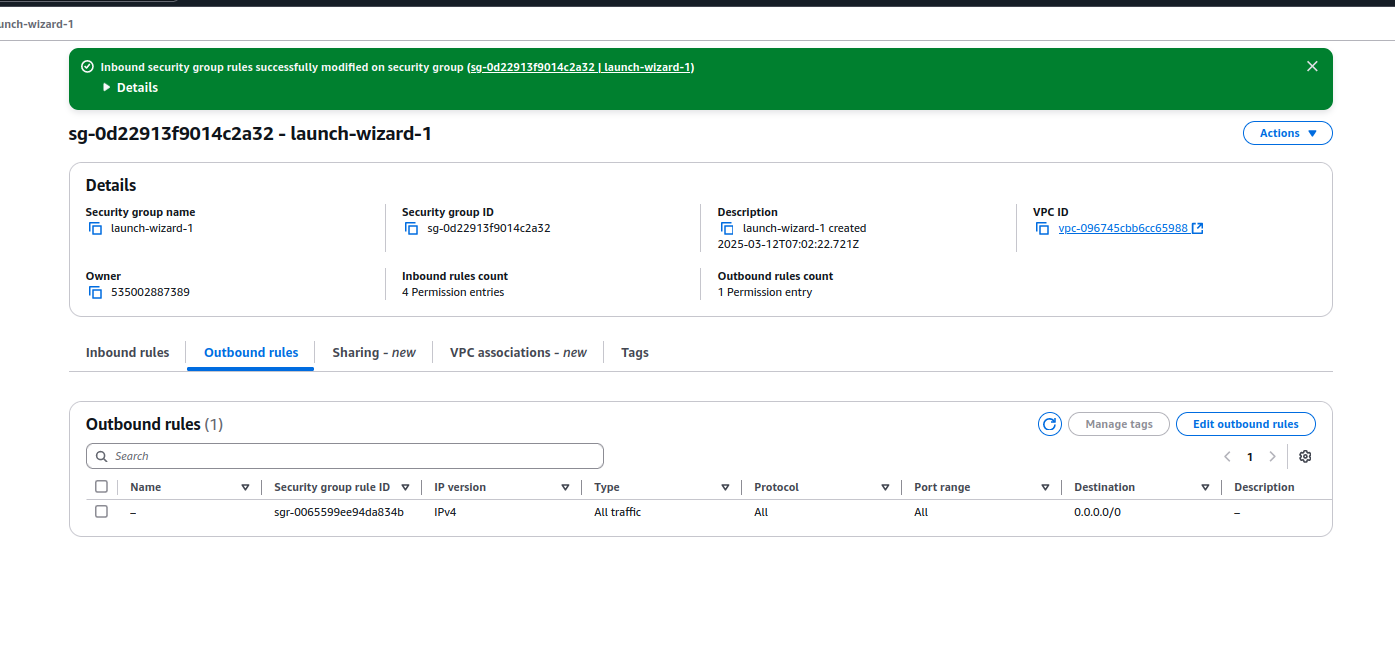 unch-wizard-1
Inbound security group rules successfully modified on security group (sg-0d22913f9014c2a32 | launch-wizard-1)
Details
sg-0d22913f9014c2a32 - launch-wizard-1
Actions
Details
Security group name
launch-wizard-1
Security group ID
sg-0d22913f9014c2a32
Description
launch-wizard-1 created
2025-03-12T07:02:22.721Z
VPC ID
vpc-096745cbb6cc65988
Owner
535002887389
Inbound rules count
4 Permission entries
Outbound rules count
1 Permission entry
Inbound rules
Outbound rules
Sharing - new
VPC associations - new
Tags
Outbound rules (1)
Manage tags
Edit outbound rules
Search
1
Name Security group rule ID IP version Type Protocol Port range Destination Description
– sgr-0065599ee94da834b IPv4 All traffic All All 0.0.0.0/0 –